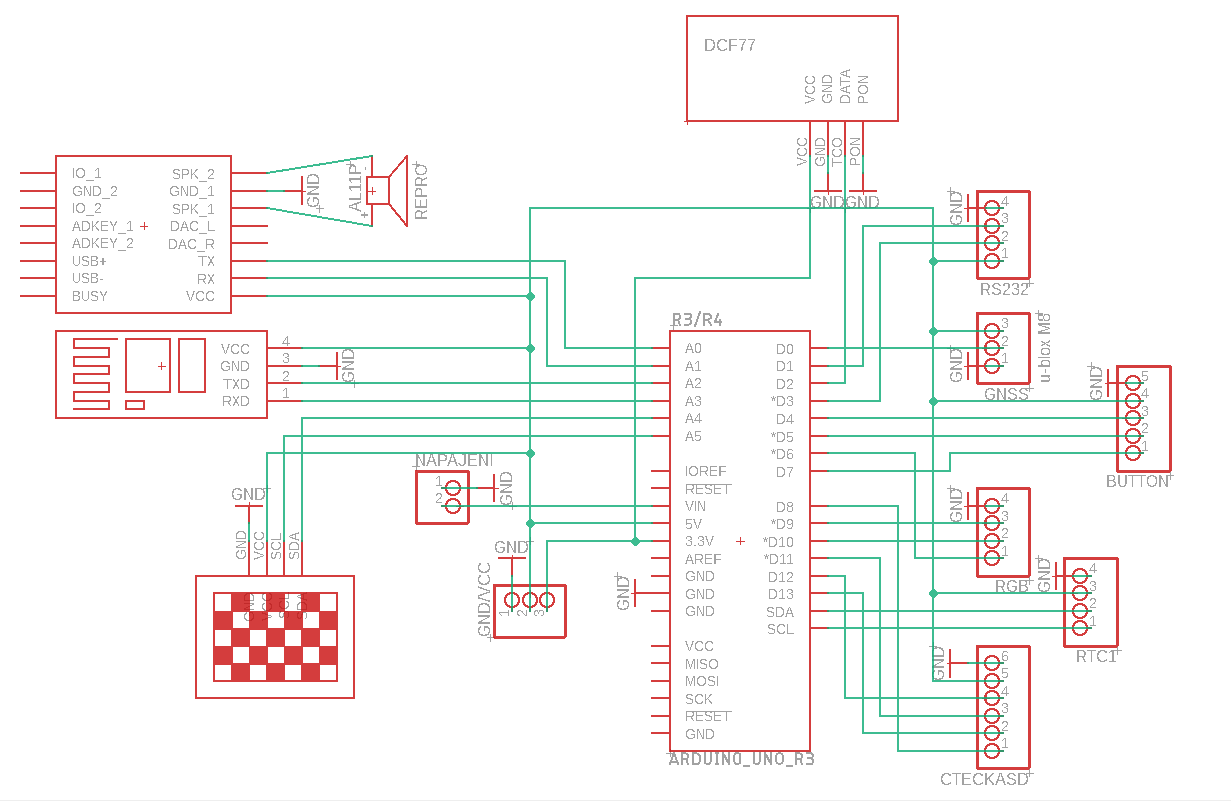 DCF77
VCC
GND
DATA
PON
VCC
GND
TCO
PON
GND
GND
IO_1
GND_2
IO_2
ADKEY_1
ADKEY_2
USB+
USB-
BUSY
SPK_2
GND_1
SPK_1
DAC_L
DAC_R
TX
RX
VCC
GND
AL11P
REPRO
VCC
GND
TXD
RXD
4
3
2
1
GND
NAPAJENI
1
2
GND
GND
GND
VCC
SCL
SDA
GND
VCC
SCL
SDA
GND
GND/VCC
1
2
3
GND
R3/R4
A0
A1
A2
A3
A4
A5
IOREF
RESET
VIN
5V
3.3V
AREF
GND
GND
GND
VCC
MISO
MOSI
SCK
RESET
GND
D0
D1
D2
*D3
D4
*D5
*D6
D7
D8
*D9
*D10
*D11
D12
D13
SDA
SCL
ARDUINO_UNO_R3
GND
4
3
2
1
RS232
GND
3
2
1
GNSS
u-blox M8
GND
5
4
3
2
1
BUTTON
GND
4
3
2
1
RGB
GND
4
3
2
1
RTC1
GND
6
5
4
3
2
1
CTECKASD